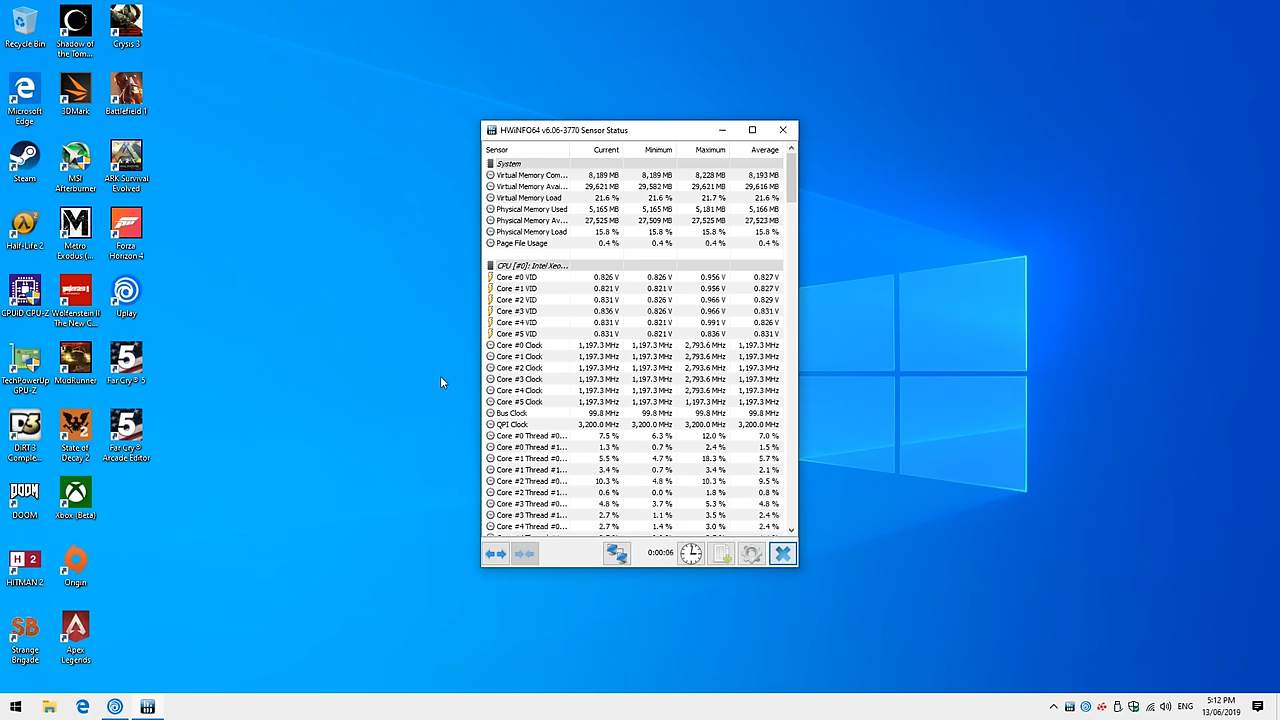 Recycle Bin
Shadow of
the Tom...
Crysis 3
Microsoft
Edge
3DMark
Battlefield 1
Steam
MSI
Afterburner
ARK Survival
Evolved
Half-Life 2
Metro
Exodus (...
Forza
Horizon 4
CPUID CPU-Z
Wolfenstein II
The New C...
Uplay
TechPowerUp
GPU-Z
MudRunner
Far Cry® 5
DiRT 3
Comple...
State of
Decay 2
Far Cry®
Arcade Editor
DOOM
Xbox (Beta)
HITMAN 2
Origin
Strange
Brigade
Apex
Legends
HWiNFO64 v6.06-3770 Sensor Status
Sensor Current Minimum Maximum Average
System
Virtual Memory Com... 8,189 MB 8,189 MB 8,228 MB 8,193 MB
Virtual Memory Avai... 29,621 MB 29,582 MB 29,621 MB 29,616 MB
Virtual Memory Load 21.6 % 21.6 % 21.7 % 21.6 %
Physical Memory Used 5,165 MB 5,165 MB 5,181 MB 5,166 MB
Physical Memory Av... 27,525 MB 27,509 MB 27,525 MB 27,523 MB
Physical Memory Load 15.8 % 15.8 % 15.8 % 15.8 %
Page File Usage 0.4 % 0.4 % 0.4 % 0.4 %
CPU [#0]: Intel Xeo...
Core #0 VID 0.826 V 0.826 V 0.956 V 0.827 V
Core #1 VID 0.821 V 0.821 V 0.956 V 0.827 V
Core #2 VID 0.831 V 0.826 V 0.966 V 0.829 V
Core #3 VID 0.836 V 0.826 V 0.966 V 0.831 V
Core #4 VID 0.831 V 0.821 V 0.991 V 0.826 V
Core #5 VID 0.831 V 0.821 V 0.836 V 0.831 V
Core #0 Clock 1,197.3 MHz 1,197.3 MHz 2,793.6 MHz 1,197.3 MHz
Core #1 Clock 1,197.3 MHz 1,197.3 MHz 2,793.6 MHz 1,197.3 MHz
Core #2 Clock 1,197.3 MHz 1,197.3 MHz 2,793.6 MHz 1,197.3 MHz
Core #3 Clock 1,197.3 MHz 1,197.3 MHz 2,793.6 MHz 1,197.3 MHz
Core #4 Clock 1,197.3 MHz 1,197.3 MHz 2,793.6 MHz 1,197.3 MHz
Core #5 Clock 1,197.3 MHz 1,197.3 MHz 2,793.6 MHz 1,197.3 MHz
Bus Clock 99.8 MHz 99.8 MHz 99.8 MHz 99.8 MHz
QPI Clock 3,200.0 MHz 3,200.0 MHz 3,200.0 MHz 3,200.0 MHz
Core #0 Thread #0... 7.5 % 6.3 % 12.0 % 7.0 %
Core #0 Thread #1... 1.3 % 0.7 % 2.4 % 1.5 %
Core #1 Thread #0... 5.5 % 4.7 % 18.3 % 5.7 %
Core #1 Thread #1... 3.4 % 0.7 % 3.4 % 2.1 %
Core #2 Thread #0... 10.3 % 4.8 % 10.3 % 9.5 %
Core #2 Thread #1... 0.6 % 0.0 % 1.8 % 0.8 %
Core #3 Thread #0... 4.8 % 3.7 % 5.3 % 4.8 %
Core #3 Thread #1... 2.7 % 1.1 % 3.5 % 2.4 %
Core #4 Thread #0... 2.7 % 1.4 % 3.0 % 2.4 %
0:00:06
ENG
5:12 PM
13/06/2019